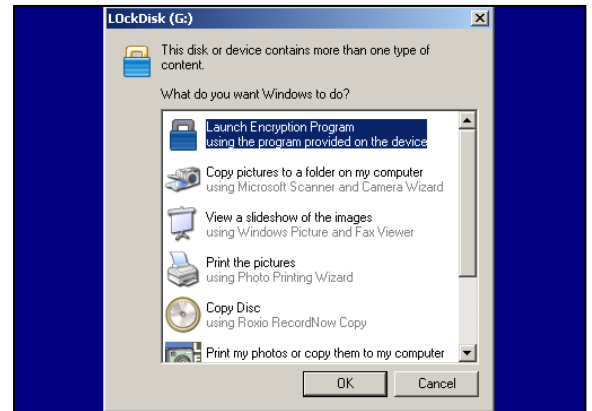 LOckDisk (G:)
This disk or device contains more than one type of
content.
What do you want Windows to do?
Launch Encryption Program
using the program provided on the device
Copy pictures to a folder on my computer
using Microsoft Scanner and Camera Wizard
View a slideshow of the images
using Windows Picture and Fax Viewer
Print the pictures
using Photo Printing Wizard
Copy Disc
using Roxio RecordNow Copy
Print my photos or copy them to my computer
OK Cancel